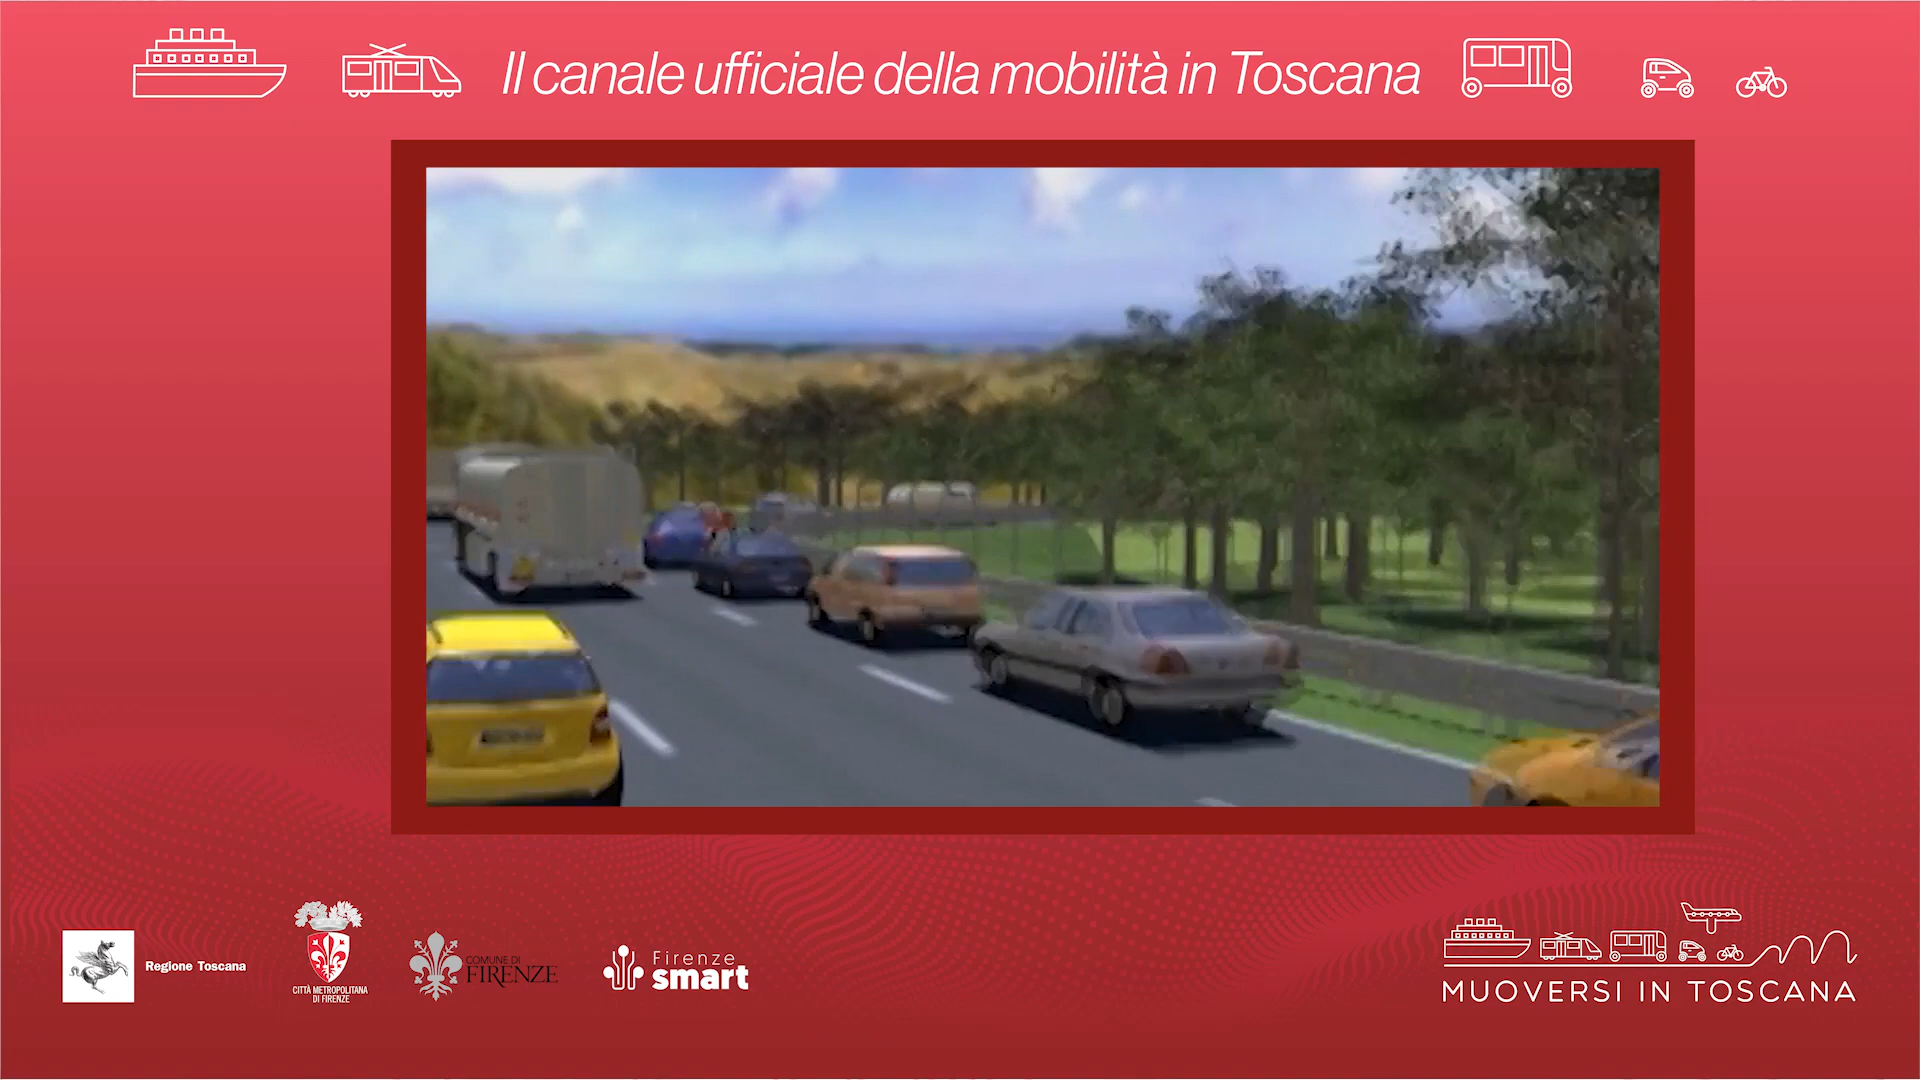 Il canale ufficiale della mobilità in Toscana
Regione Toscana
CITTÀ METROPOLITANA
DI FIRENZE
COMUNE DI
FIRENZE
Firenze
smart
MUOVERSI IN TOSCANA